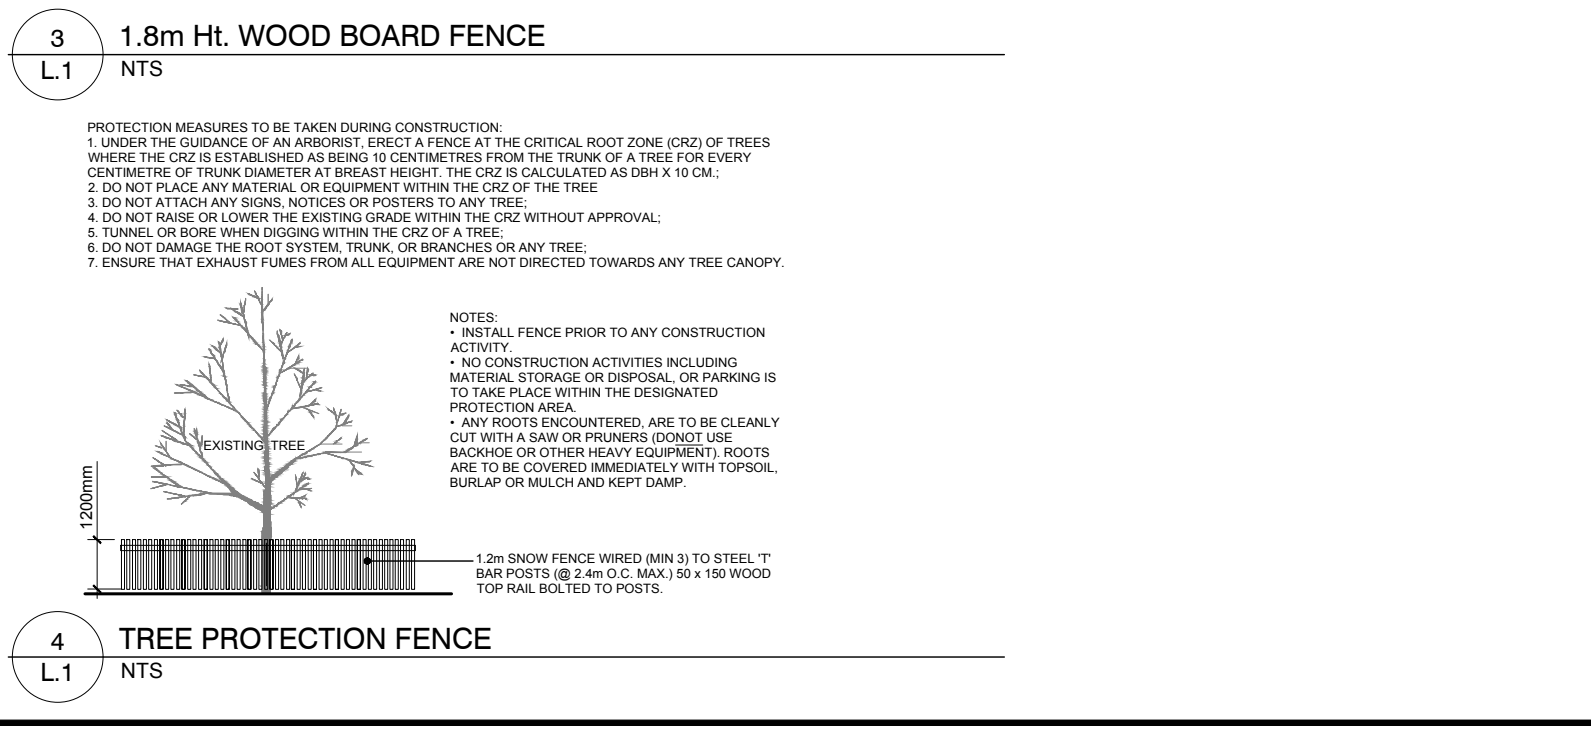 3
1.8m Ht. WOOD BOARD FENCE
L.1
NTS
PROTECTION MEASURES TO BE TAKEN DURING CONSTRUCTION:
1. UNDER THE GUIDANCE OF AN ARBORIST, ERECT A FENCE AT THE CRITICAL ROOT ZONE (CRZ) OF TREES
WHERE THE CRZ IS ESTABLISHED AS BEING 10 CENTIMETRES FROM THE TRUNK OF A TREE FOR EVERY
CENTIMETRE OF TRUNK DIAMETER AT BREAST HEIGHT. THE CRZ IS CALCULATED AS DBH X 10 CM.;
2. DO NOT PLACE ANY MATERIAL OR EQUIPMENT WITHIN THE CRZ OF THE TREE
3. DO NOT ATTACH ANY SIGNS, NOTICES OR POSTERS TO ANY TREE;
4. DO NOT RAISE OR LOWER THE EXISTING GRADE WITHIN THE CRZ WITHOUT APPROVAL;
5. TUNNEL OR BORE WHEN DIGGING WITHIN THE CRZ OF A TREE;
6. DO NOT DAMAGE THE ROOT SYSTEM, TRUNK, OR BRANCHES OR ANY TREE;
7. ENSURE THAT EXHAUST FUMES FROM ALL EQUIPMENT ARE NOT DIRECTED TOWARDS ANY TREE CANOPY.
NOTES:
• INSTALL FENCE PRIOR TO ANY CONSTRUCTION
ACTIVITY.
• NO CONSTRUCTION ACTIVITIES INCLUDING
MATERIAL STORAGE OR DISPOSAL, OR PARKING IS
TO TAKE PLACE WITHIN THE DESIGNATED
PROTECTION AREA.
• ANY ROOTS ENCOUNTERED, ARE TO BE CLEANLY
CUT WITH A SAW OR PRUNERS (DONOT USE
BACKHOE OR OTHER HEAVY EQUIPMENT). ROOTS
ARE TO BE COVERED IMMEDIATELY WITH TOPSOIL,
BURLAP OR MULCH AND KEPT DAMP.
EXISTING TREE
1200mm
1.2m SNOW FENCE WIRED (MIN 3) TO STEEL 'T'
BAR POSTS (@ 2.4m O.C. MAX.) 50 x 150 WOOD
TOP RAIL BOLTED TO POSTS.
4
TREE PROTECTION FENCE
L.1
NTS